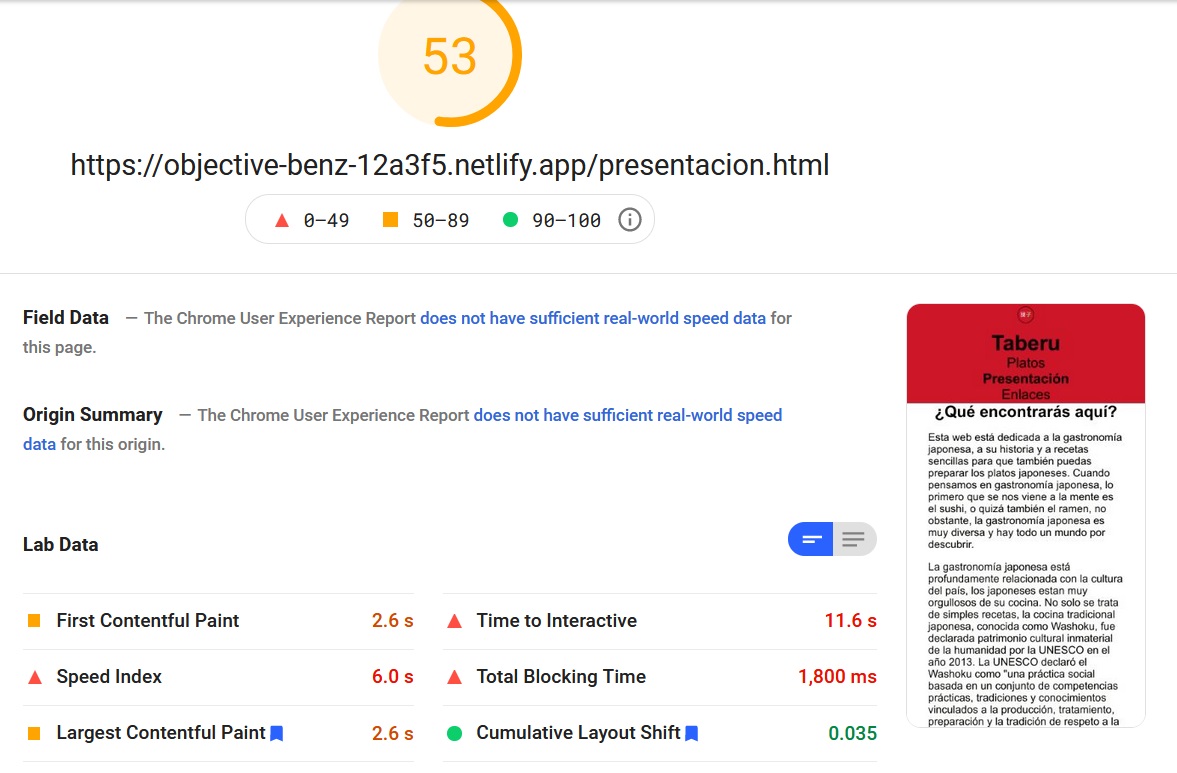 53
https://objective-benz-12a3f5.netlify.app/presentacion.html
0–49 50–89 90–100
Field Data — The Chrome User Experience Report does not have sufficient real-world speed data for
this page.
Origin Summary — The Chrome User Experience Report does not have sufficient real-world speed
data for this origin.
Lab Data
First Contentful Paint 2.6 s
Time to Interactive 11.6 s
Speed Index 6.0 s
Total Blocking Time 1,800 ms
Largest Contentful Paint 2.6 s
Cumulative Layout Shift 0.035
Taberu
Platos
Presentación
Enlaces
¿Qué encontrarás aquí?
Esta web está dedicada a la gastronomía
japonesa, a su historia y a recetas
sencillas para que también puedas
preparar los platos japoneses. Cuando
pensamos en gastronomía japonesa, lo
primero que se nos viene a la mente es
el sushi, o quizá también el ramen, no
obstante, la gastronomía japonesa es
muy diversa y hay todo un mundo por
descubrir.
La gastronomía japonesa está
profundamente relacionada con la cultura
del país, los japoneses estan muy
orgullosos de su cocina. No solo se trata
de simples recetas, la cocina tradicional
japonesa, conocida como Washoku, fue
declarada patrimonio cultural inmaterial
de la humanidad por la UNESCO en el
año 2013. La UNESCO declaró el
Washoku como "una práctica social
basada en un conjunto de competencias
prácticas, tradiciones y conocimientos
vinculados a la producción, tratamiento,
preparación y la tradición de respeto a la